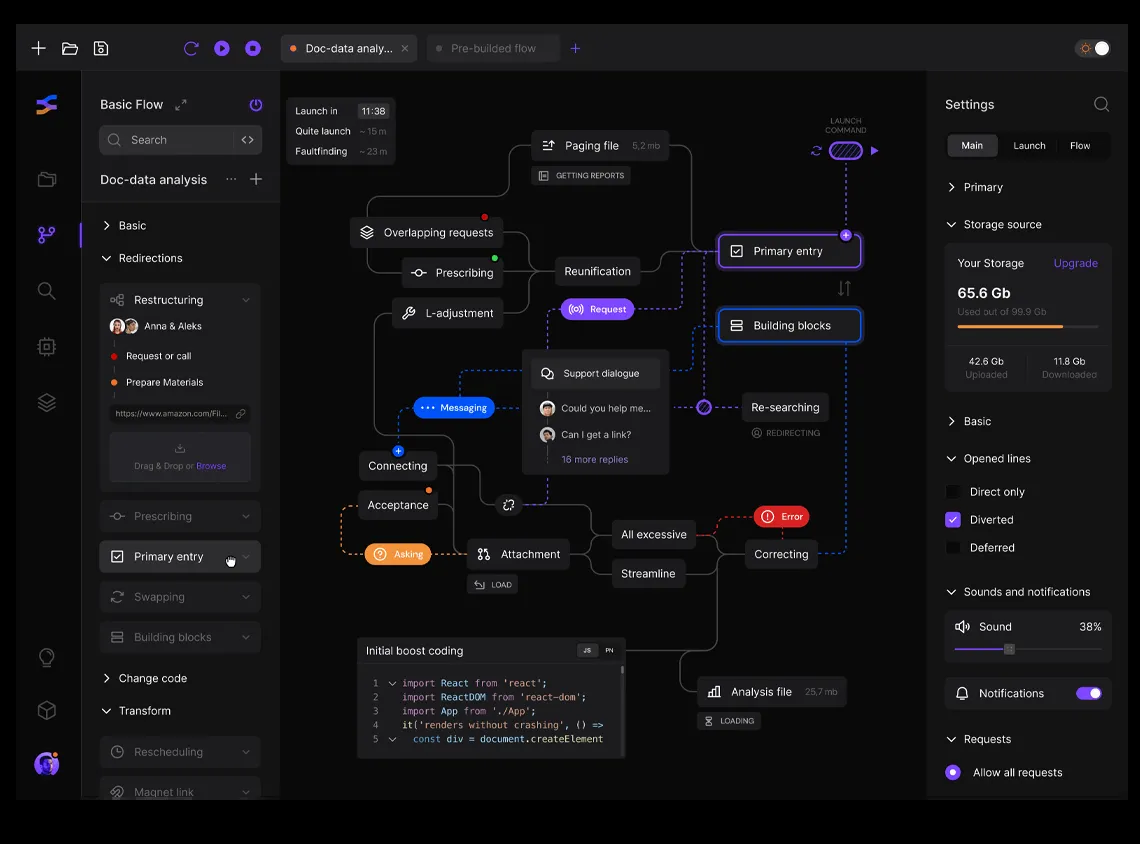 Doc-data analy...
Pre-builded flow
Basic Flow
Search
Doc-data analysis
Basic
Redirections
Restructuring
Anna & Aleks
Request or call
Prepare Materials
https://www.amazon.com/Fil...
Drag & Drop or Browse
Prescribing
Primary entry
Swapping
Building blocks
Change code
Transform
Rescheduling
Magnet link
Launch in 11:38
Quite launch ~ 15 m
Faultfinding ~ 23 m
Paging file 5,2 mb
GETTING REPORTS
LAUNCH
COMMAND
Overlapping requests
Prescribing
Reunification
L-adjustment
Request
Primary entry
Building blocks
Support dialogue
Could you help me...
Can I get a link?
16 more replies
Messaging
Re-searching
REDIRECTING
Connecting
Acceptance
Asking
Attachment
LOAD
All excessive
Streamline
Error
Correcting
Initial boost coding
JS PN
1 import React from 'react';
2 import ReactDOM from 'react-dom';
3 import App from './App';
4 it('renders without crashing', () =>
5 const div = document.createElement
Analysis file 25,7 mb
LOADING
Settings
Main Launch Flow
Primary
Storage source
Your Storage Upgrade
65.6 Gb
Used out of 99.9 Gb
42.6 Gb 11.8 Gb
Uploaded Downloaded
Basic
Opened lines
Direct only
Diverted
Deferred
Sounds and notifications
Sound 38%
Notifications
Requests
Allow all requests